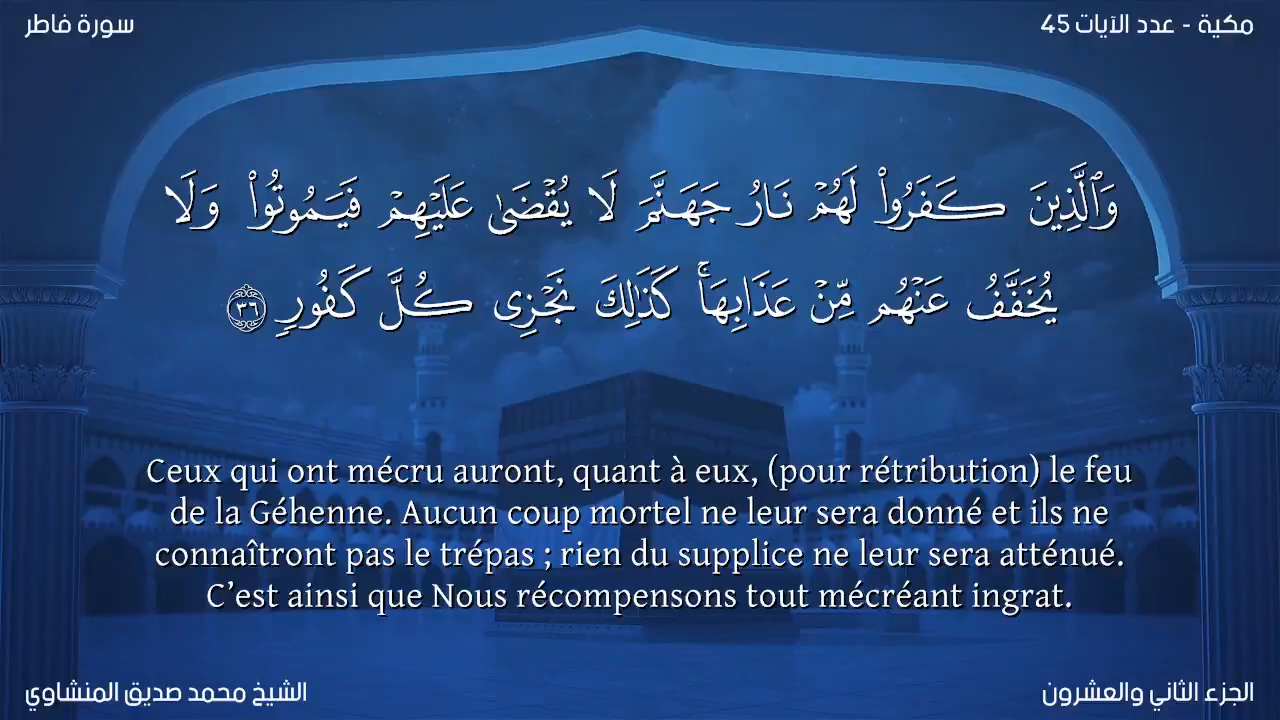 سورة فاطر
مكية - عدد الآيات 45
وَٱلَّذِينَ كَفَرُوا۟ لَهُمْ نَارُ جَهَنَّمَ لَا يُقْضَىٰ عَلَيْهِمْ فَيَمُوتُوا۟ وَلَا
يُخَفَّفُ عَنْهُم مِّنْ عَذَابِهَا ۚ كَذَٰلِكَ نَجْزِى كُلَّ كَفُورٍ ٣٦
Ceux qui ont mécru auront, quant à eux, (pour rétribution) le feu
de la Géhenne. Aucun coup mortel ne leur sera donné et ils ne
connaîtront pas le trépas ; rien du supplice ne leur sera atténué.
C’est ainsi que Nous récompensons tout mécréant ingrat.
الشيخ محمد صديق المنشاوي
الجزء الثاني والعشرون